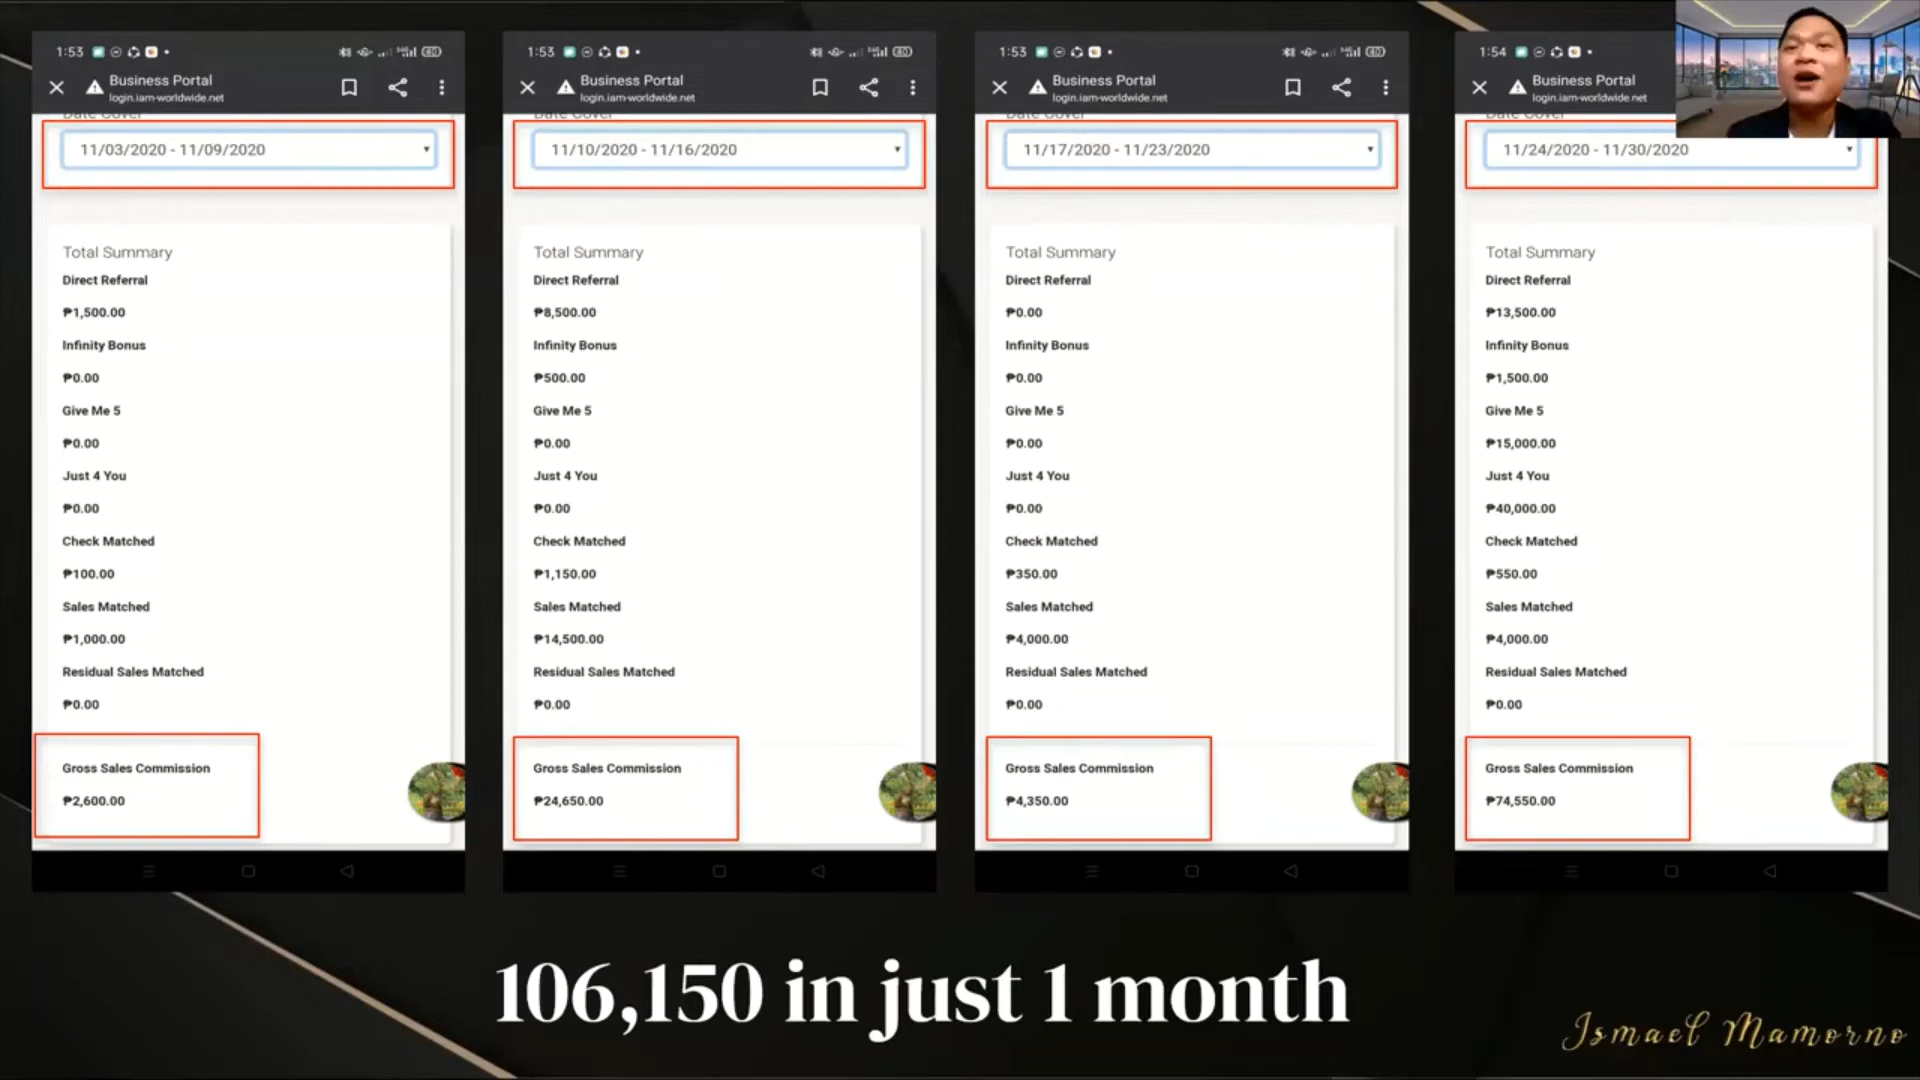 1:53
Business Portal
login.iam-worldwide.net
Date Cover
11/03/2020 - 11/09/2020
Total Summary
Direct Referral
₱1,500.00
Infinity Bonus
₱0.00
Give Me 5
₱0.00
Just 4 You
₱0.00
Check Matched
₱100.00
Sales Matched
₱1,000.00
Residual Sales Matched
₱0.00
Gross Sales Commission
₱2,600.00
1:53
Business Portal
login.iam-worldwide.net
Date Cover
11/10/2020 - 11/16/2020
Total Summary
Direct Referral
₱8,500.00
Infinity Bonus
₱500.00
Give Me 5
₱0.00
Just 4 You
₱0.00
Check Matched
₱1,150.00
Sales Matched
₱14,500.00
Residual Sales Matched
₱0.00
Gross Sales Commission
₱24,650.00
1:53
Business Portal
login.iam-worldwide.net
Date Cover
11/17/2020 - 11/23/2020
Total Summary
Direct Referral
₱0.00
Infinity Bonus
₱0.00
Give Me 5
₱0.00
Just 4 You
₱0.00
Check Matched
₱350.00
Sales Matched
₱4,000.00
Residual Sales Matched
₱0.00
Gross Sales Commission
₱4,350.00
1:54
Business Portal
login.iam-worldwide.net
Date Cover
11/24/2020 - 11/30/2020
Total Summary
Direct Referral
₱13,500.00
Infinity Bonus
₱1,500.00
Give Me 5
₱15,000.00
Just 4 You
₱40,000.00
Check Matched
₱550.00
Sales Matched
₱4,000.00
Residual Sales Matched
₱0.00
Gross Sales Commission
₱74,550.00
106,150 in just 1 month
Ismael Mamorno